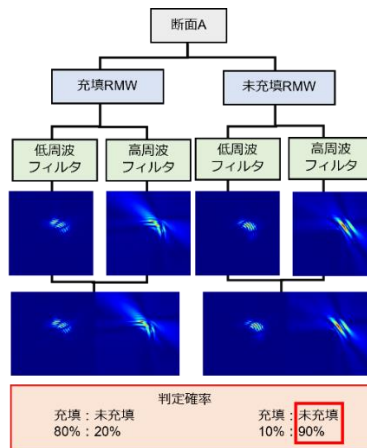 断面A
充填RMW
未充填RMW
低周波
フィルタ
高周波
フィルタ
低周波
フィルタ
高周波
フィルタ
判定確率
充填：未充填
80%：20%
充填：未充填
10%：90%